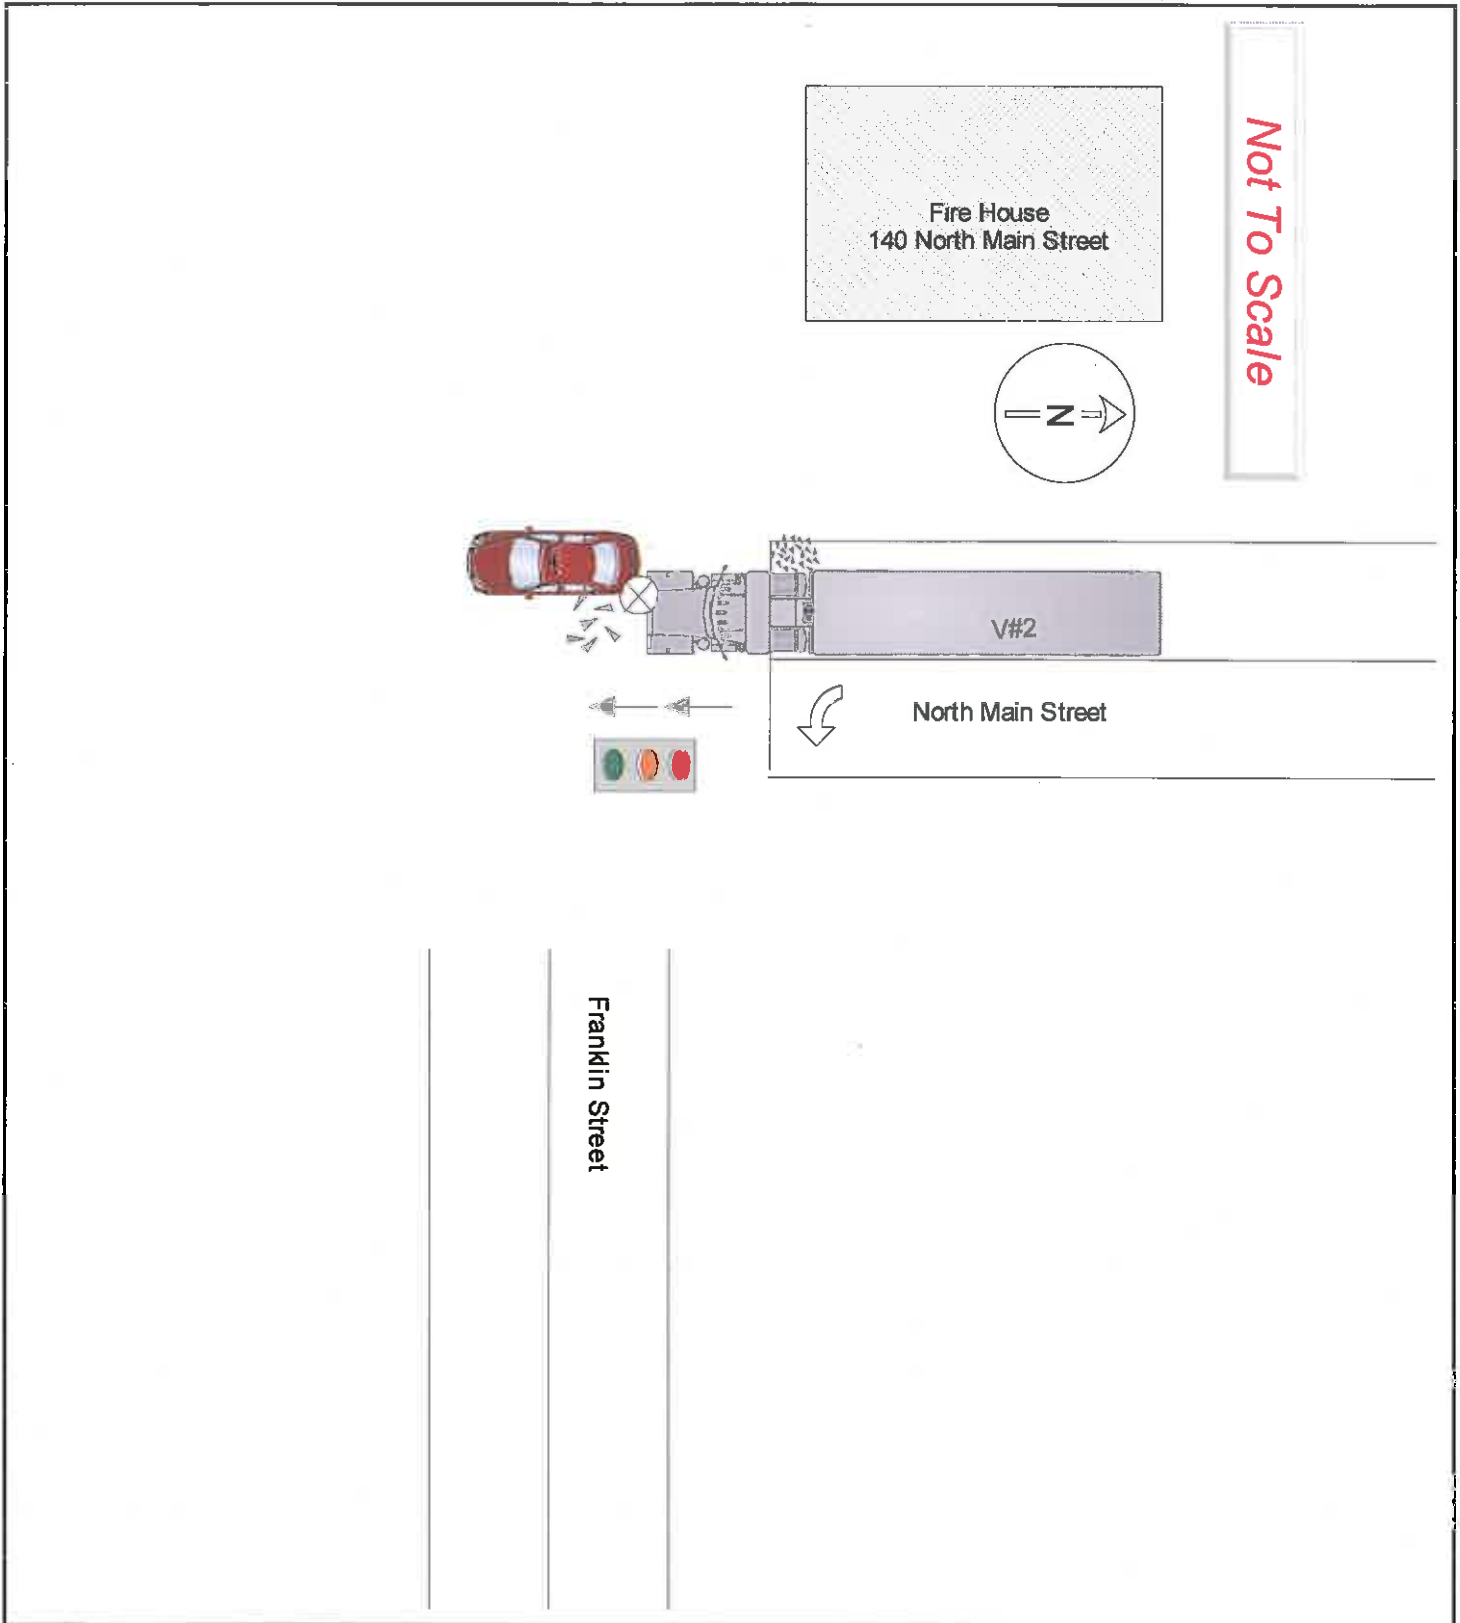 Fire House
140 North Main Street
Not To Scale
N
V#2
North Main Street
Franklin Street